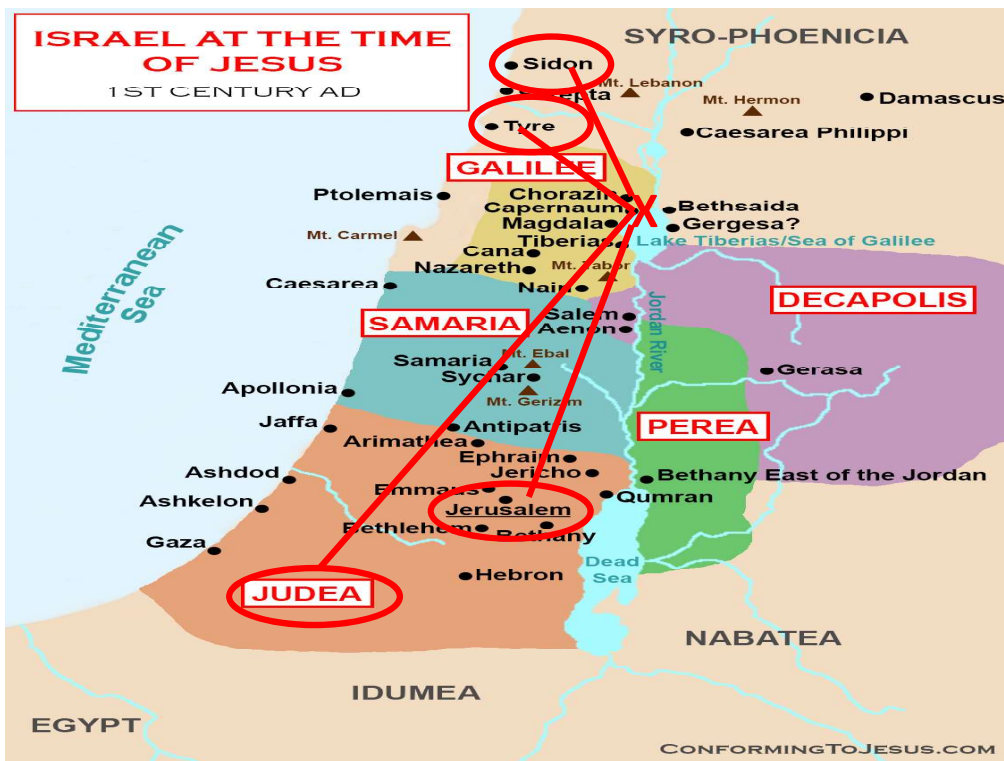 ISRAEL AT THE TIME
OF JESUS
1ST CENTURY AD
SYRO-PHOENICIA
Sidon
Mt. Lebanon
Mt. Hermon
Damascus
Tyre
Caesarea Philippi
GALILEE
Ptolemais
Chorazin
Capernaum
X
Bethsaida
Magdala
Gergesa?
Mt. Carmel
Tiberias
Lake Tiberias/Sea of Galilee
Cana
Nazareth
Mt. Tabor
Mediterranean
Sea
Caesarea
Nain
DECAPOLIS
SAMARIA
Salem
Aenon
Jordan River
Samaria
Mt. Ebal
Sychar
Gerasa
Apollonia
Mt. Gerizim
Jaffa
Antipatris
PEREA
Arimathea
Ephraim
Jericho
Bethany East of the Jordan
Ashdod
Emmaus
Qumran
Ashkelon
Jerusalem
Bethlehem
Bethany
Gaza
Dead
Sea
Hebron
JUDEA
NABATEA
IDUMEA
EGYPT
CONFORMINGTOJESUS.COM